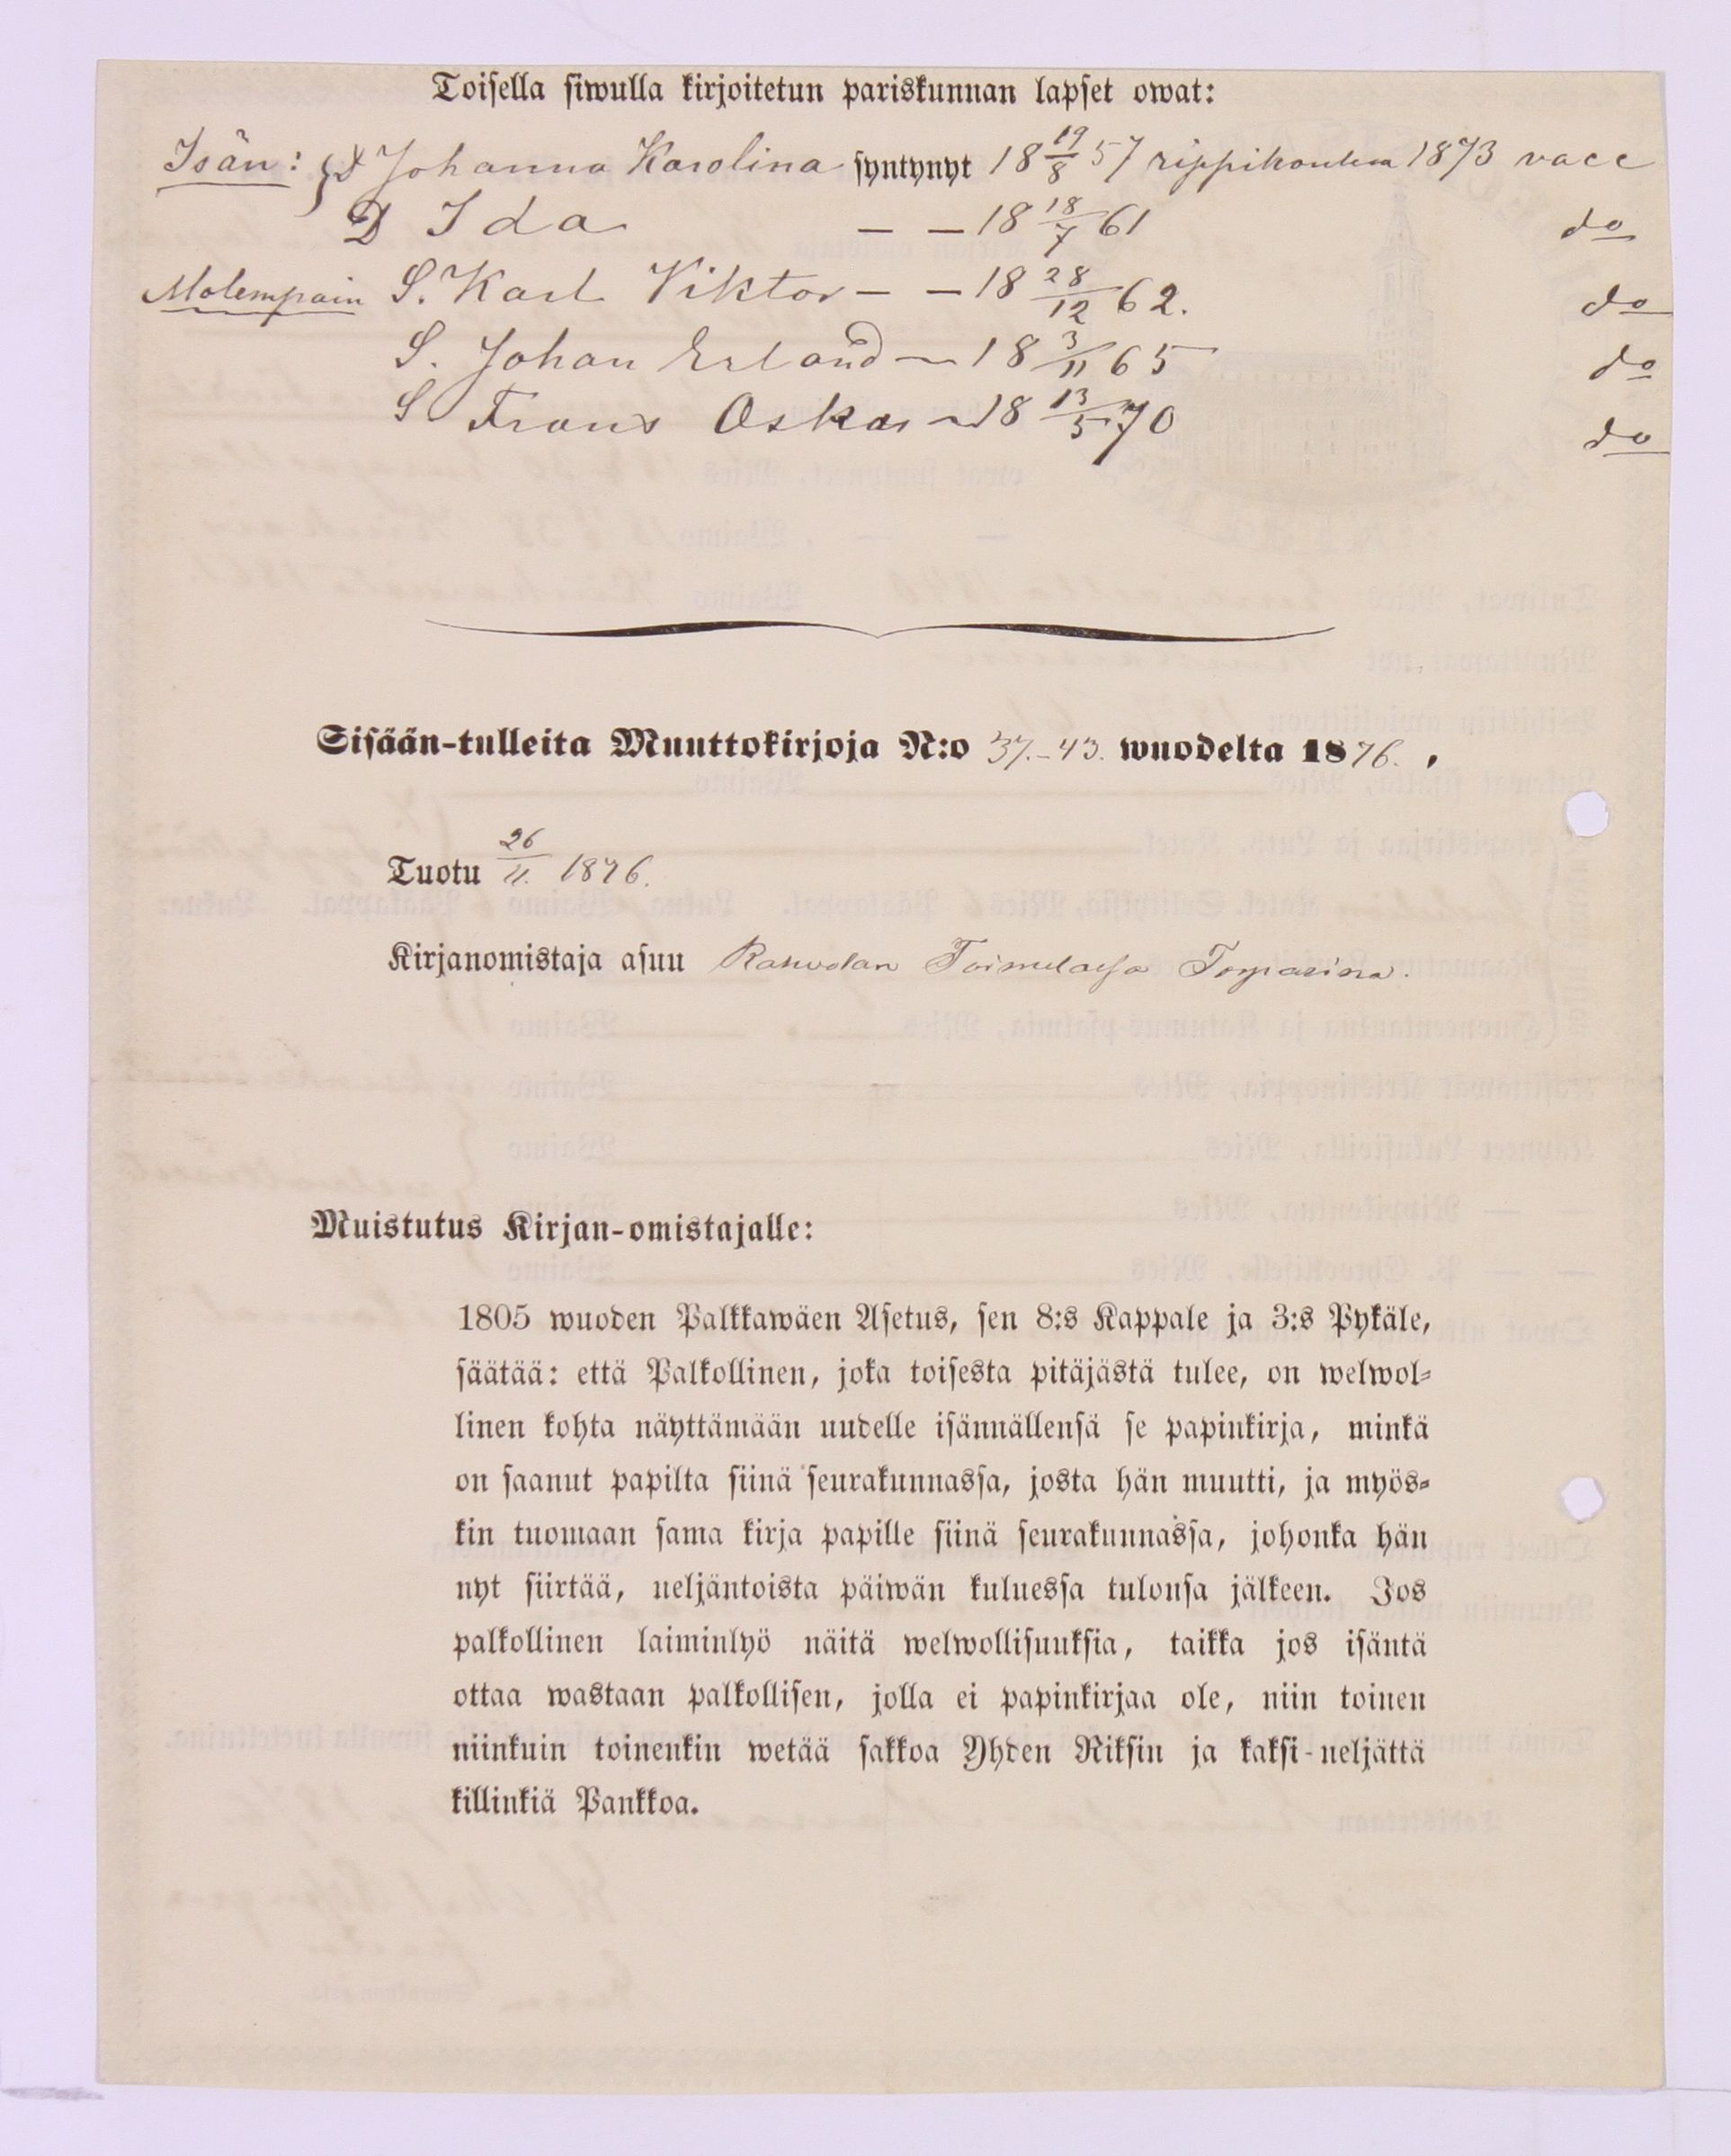 Toisella siwulla kirjoitetun pariskunnan lapset owat:
Isän: D Johanna Karolina syntynyt 18 19/8 57 rippikoulua 1873 vacc
D Ida — — 18 18/7 61 do
Molempain S. Karl Viktor — — 18 28/12 62. do
S. Johan Erland — 18 3/11 65 do
S Frans Oskar — 18 13/5 70 do
Sisään-tulleita Muuttokirjoja N:o 37.-43. wuodelta 1876.,
Tuotu 26/11. 1876.
Kirjanomistaja asuu
Muistutus Kirjan-omistajalle:
1805 wuoden Palkkawäen Asetus, sen 8:s Kappale ja 3:s Pykäle,
säätää: että Palkollinen, joka toisesta pitäjästä tulee, on welwol-
linen kohta näyttämään uudelle isännällensä se papinkirja, minkä
on saanut papilta siinä seurakunnassa, josta hän muutti, ja myös-
kin tuomaan sama kirja papille siinä seurakunnassa, johonka hän
nyt siirtää, neljäntoista päiwän kuluessa tulonsa jälkeen. Jos
palkollinen laiminlyö näitä welwollisuuksia, taikka jos isäntä
ottaa wastaan palkollisen, jolla ei papinkirjaa ole, niin toinen
niinkuin toinenkin wetää sakkoa Yhden Riksin ja kaksi-neljättä
killinkiä Pankkoa.